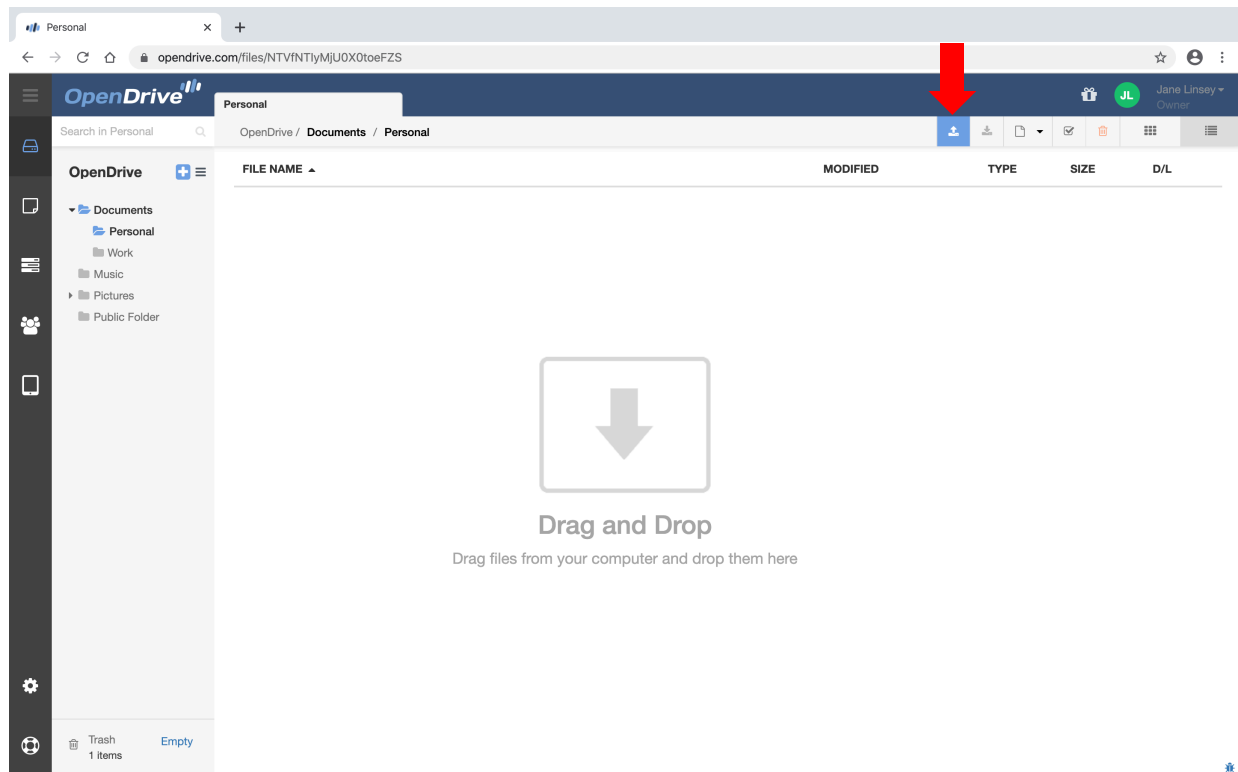 Personal
opendrive.com/files/NTVfNTIyMjU0X0toeFZS
OpenDrive
Personal
JL
Jane Linsey
Owner
Search in Personal
OpenDrive / Documents / Personal
OpenDrive
FILE NAME
MODIFIED
TYPE
SIZE
D/L
Documents
Personal
Work
Music
Pictures
Public Folder
Drag and Drop
Drag files from your computer and drop them here
Trash
Empty
1 items